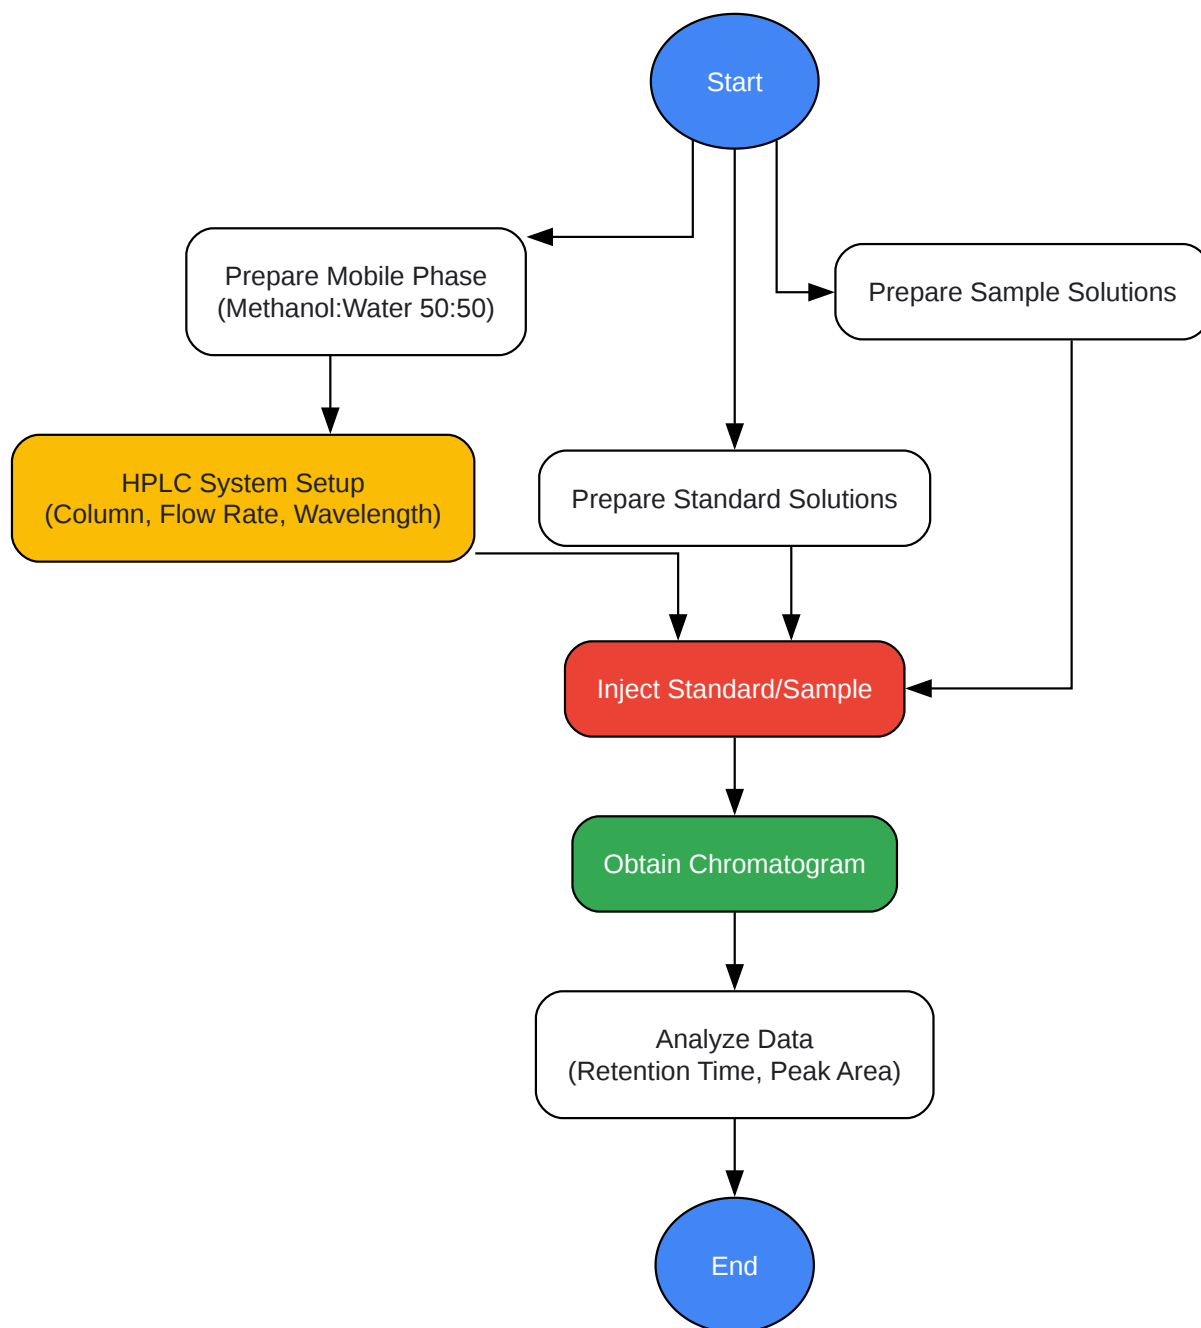 Start
Prepare Mobile Phase
(Methanol:Water 50:50)
Prepare Sample Solutions
HPLC System Setup
(Column, Flow Rate, Wavelength)
Prepare Standard Solutions
Inject Standard/Sample
Obtain Chromatogram
Analyze Data
(Retention Time, Peak Area)
End